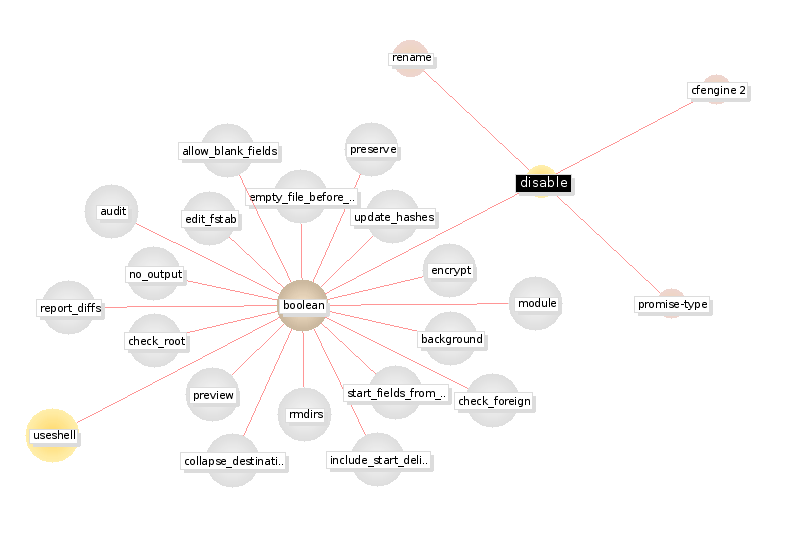 rename
cfengine 2
allow_blank_fields
preserve
disable
empty_file_before_..
audit
edit_fstab
update_hashes
no_output
encrypt
report_diffs
boolean
module
promise-type
check_root
background
preview
start_fields_from_..
check_foreign
rmdirs
useshell
collapse_destinati..
include_start_deli..